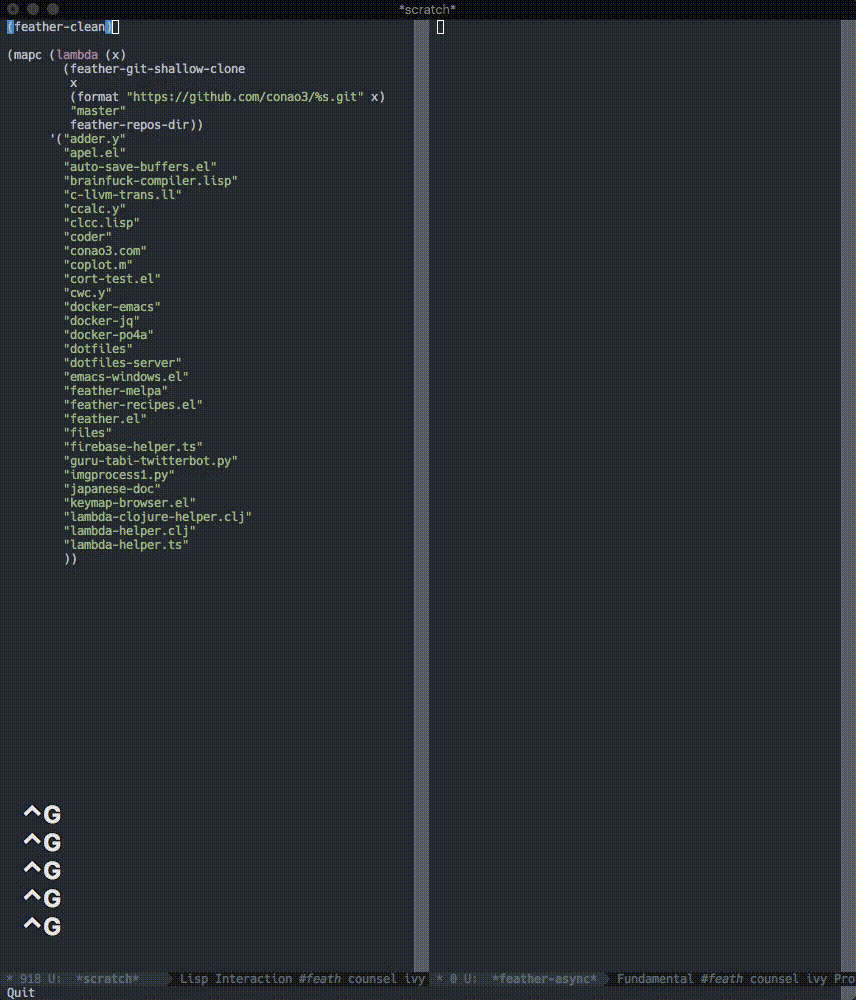 *scratch*
(feather-clean)
(mapc (lambda (x)
(feather-git-shallow-clone
x
(format "https://github.com/conao3/%s.git" x)
"master"
feather-repos-dir))
'("adder.y"
"apel.el"
"auto-save-buffers.el"
"brainfuck-compiler.lisp"
"c-llvm-trans.ll"
"ccalc.y"
"clcc.lisp"
"coder"
"conao3.com"
"coplot.m"
"cort-test.el"
"cwc.y"
"docker-emacs"
"docker-jq"
"docker-po4a"
"dotfiles"
"dotfiles-server"
"emacs-windows.el"
"feather-melpa"
"feather-recipes.el"
"feather.el"
"files"
"firebase-helper.ts"
"guru-tabi-twitterbot.py"
"imgprocess1.py"
"japanese-doc"
"keymap-browser.el"
"lambda-clojure-helper.clj"
"lambda-helper.clj"
"lambda-helper.ts"
))
^G
^G
^G
^G
^G
* 918 U: *scratch* Lisp Interaction #feath counsel ivy
* 0 U: *feather-async* Fundamental #feath counsel ivy Pro
Quit